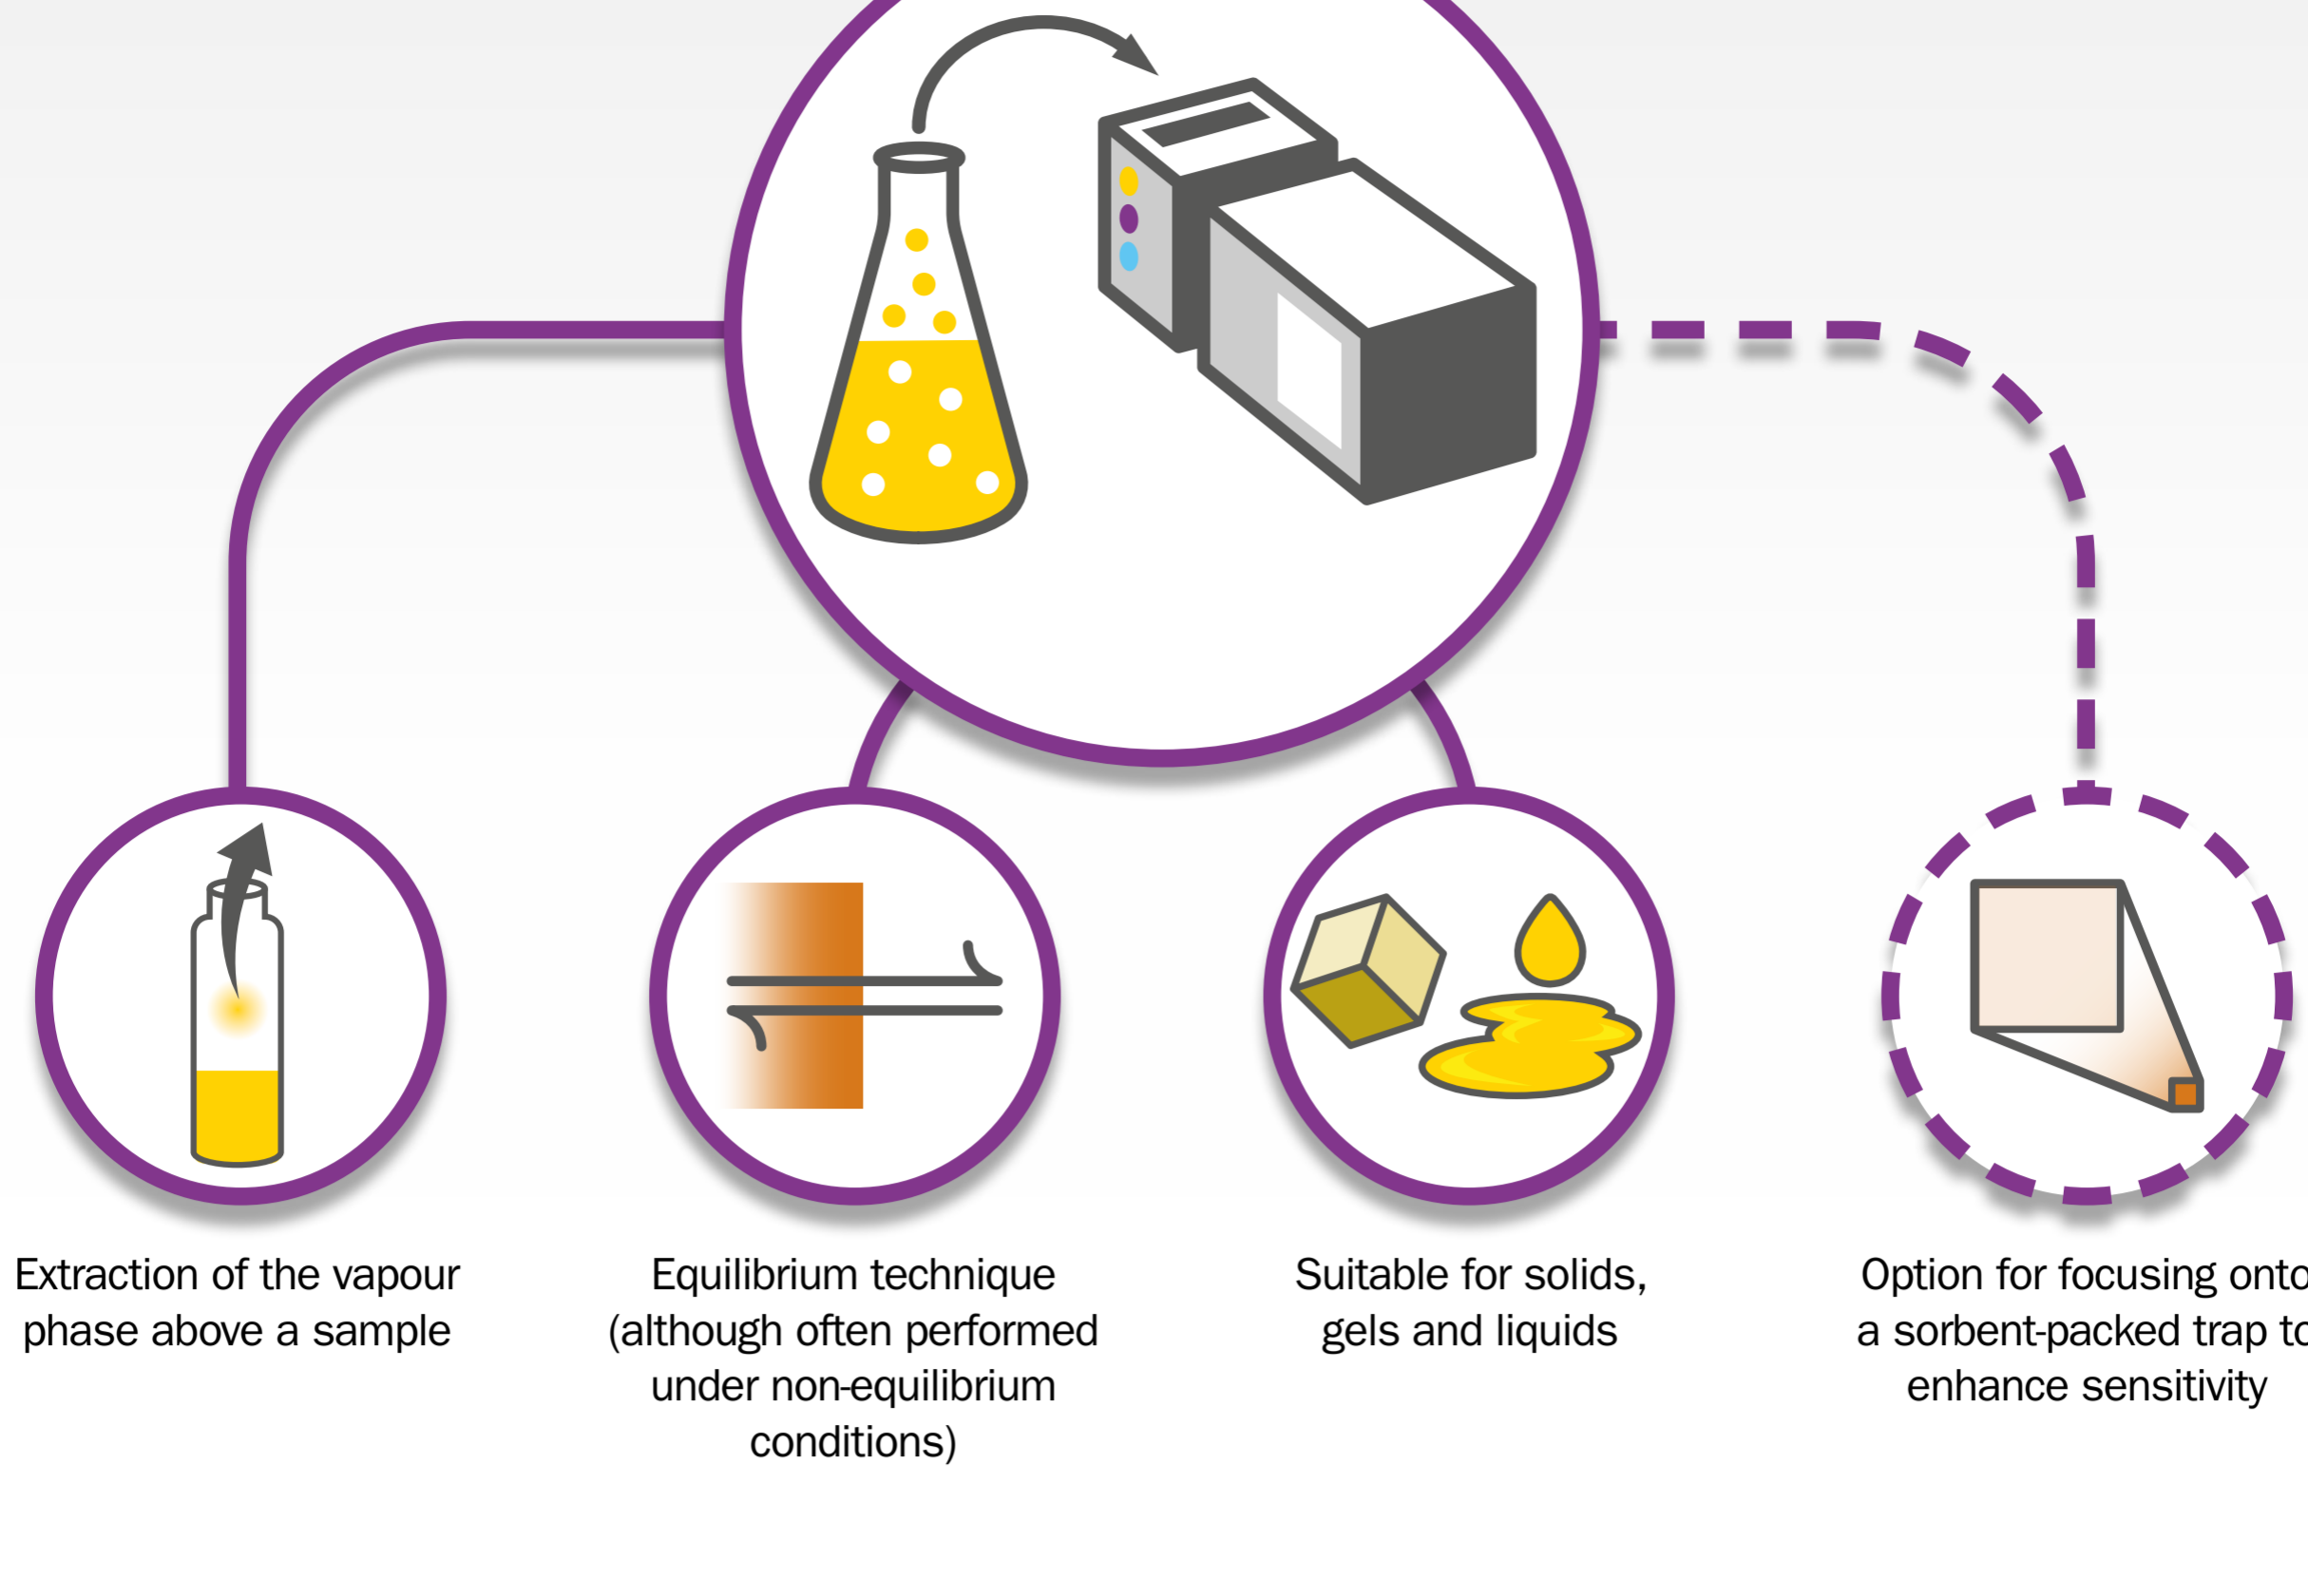 Extraction of the vapour
phase above a sample
Equilibrium technique
(although often performed
under non-equilibrium
conditions)
Suitable for solids,
gels and liquids
Option for focusing onto
a sorbent-packed trap to
enhance sensitivity